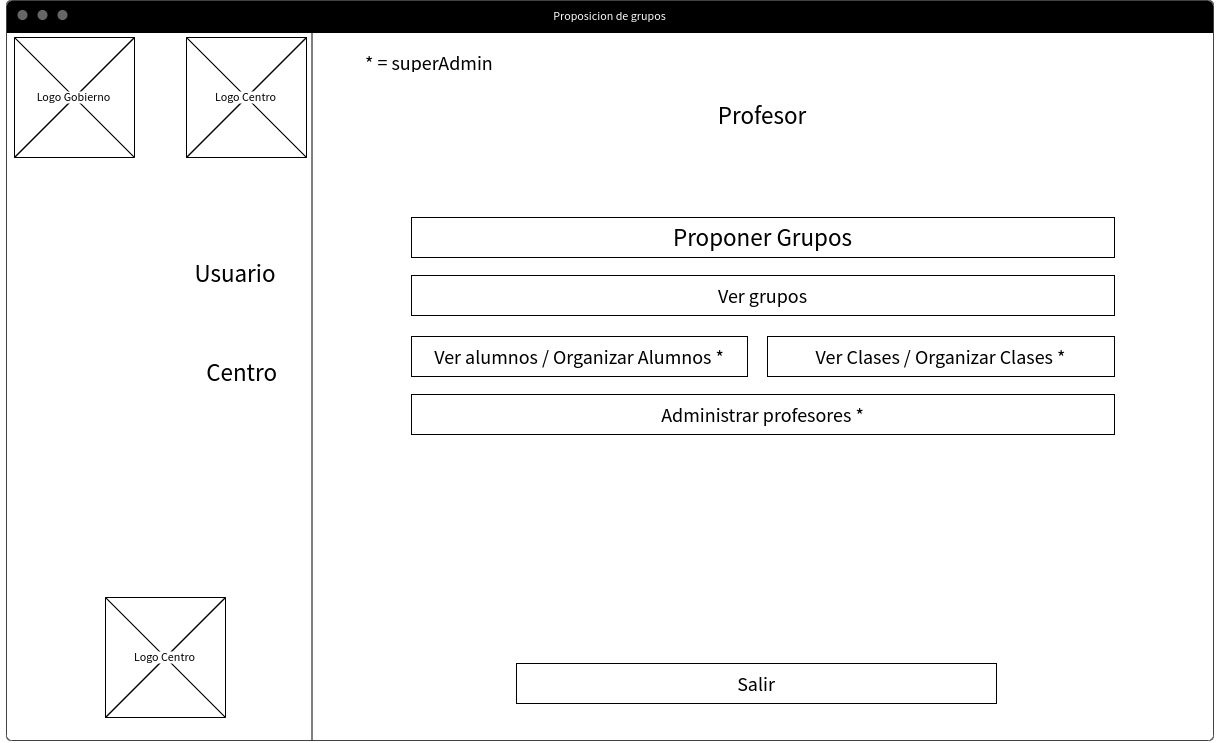 Proposicion de grupos
Logo Gobierno
Logo Centro
Usuario
Centro
Logo Centro
* = superAdmin
Profesor
Proponer Grupos
Ver grupos
Ver alumnos / Organizar Alumnos *
Ver Clases / Organizar Clases *
Administrar profesores *
Salir